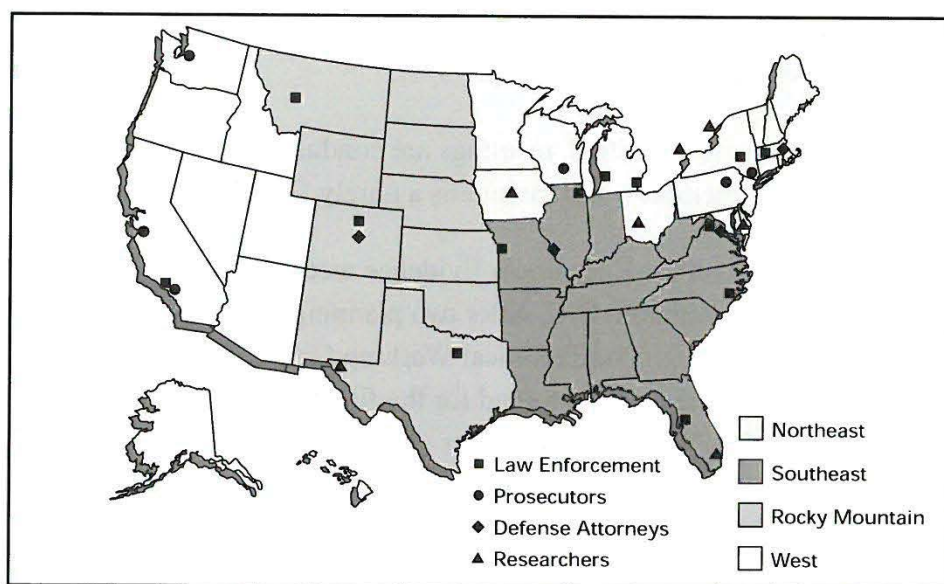 Law Enforcement
Prosecutors
Defense Attorneys
Researchers
Northeast
Southeast
Rocky Mountain
West